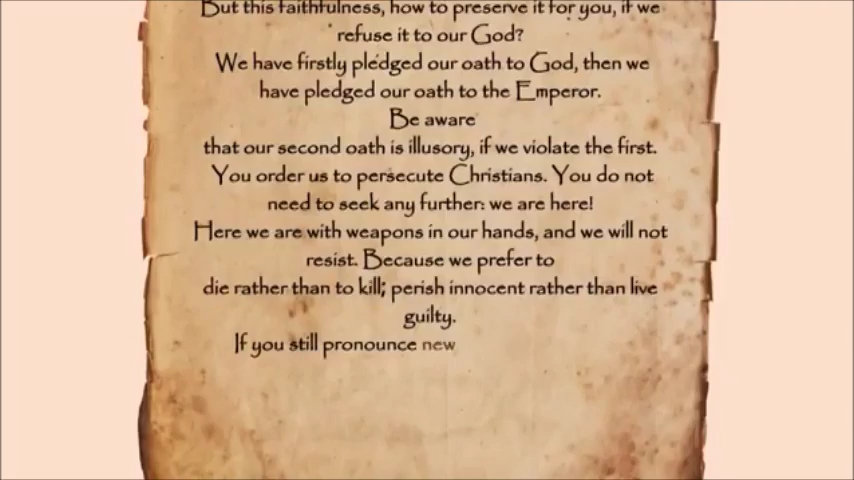 But this faithfulness, how to preserve it for you, if we
refuse it to our God?
We have firstly pledged our oath to God, then we
have pledged our oath to the Emperor.
Be aware
that our second oath is illusory, if we violate the first.
You order us to persecute Christians. You do not
need to seek any further: we are here!
Here we are with weapons in our hands, and we will not
resist. Because we prefer to
die rather than to kill; perish innocent rather than live
guilty.
If you still pronounce new